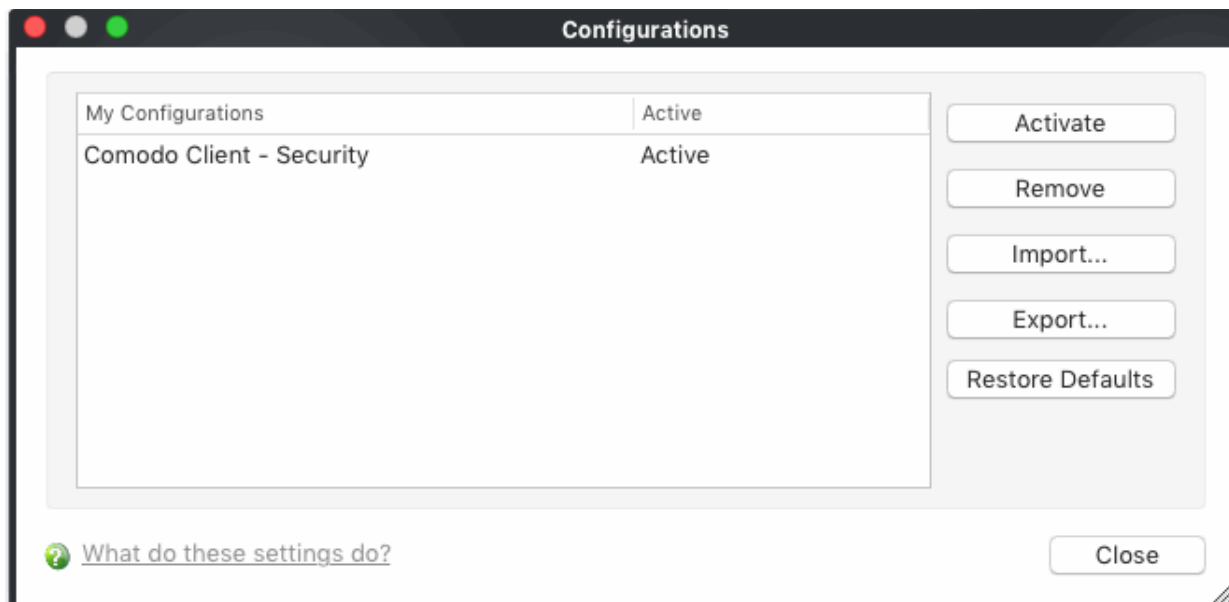 Configurations
My Configurations Active
Comodo Client - Security Active
Activate
Remove
Import...
Export...
Restore Defaults
What do these settings do?
Close